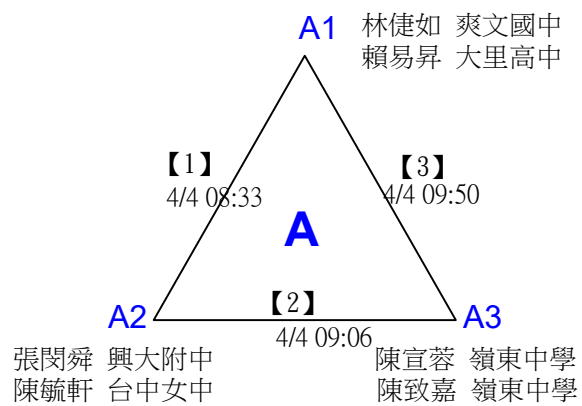 A1
林倢如 爽文國中
賴易昇 大里高中
【1】
4/4 08:33
【3】
4/4 09:50
A
A2
【2】
A3
4/4 09:06
張閔舜 興大附中
陳毓軒 台中女中
陳宣蓉 嶺東中學
陳致嘉 嶺東中學